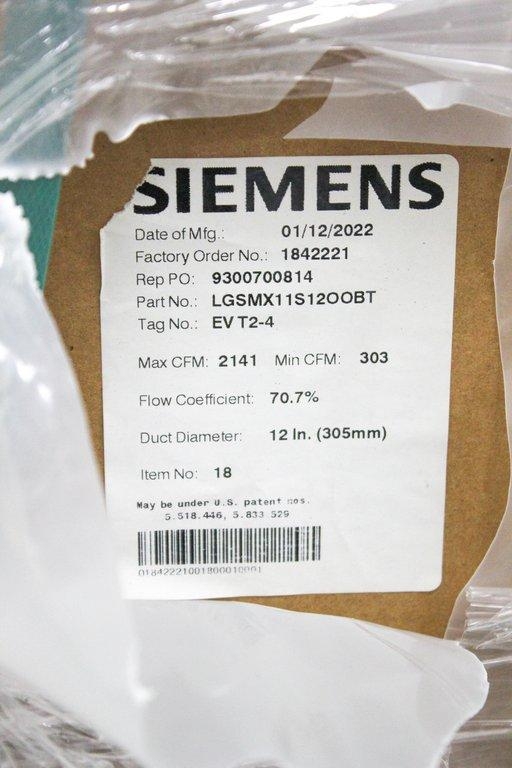 SIEMENS
Date of Mfg.: 01/12/2022
Factory Order No.: 1842221
Rep PO: 9300700814
Part No.: LGSMX11S12OOBT
Tag No.: EV T2-4
Max CFM: 2141 Min CFM: 303
Flow Coefficient: 70.7%
Duct Diameter: 12 In. (305mm)
Item No: 18
May be under U.S. patent nos.
5.518.446, 5.833 529
01842221001800010001